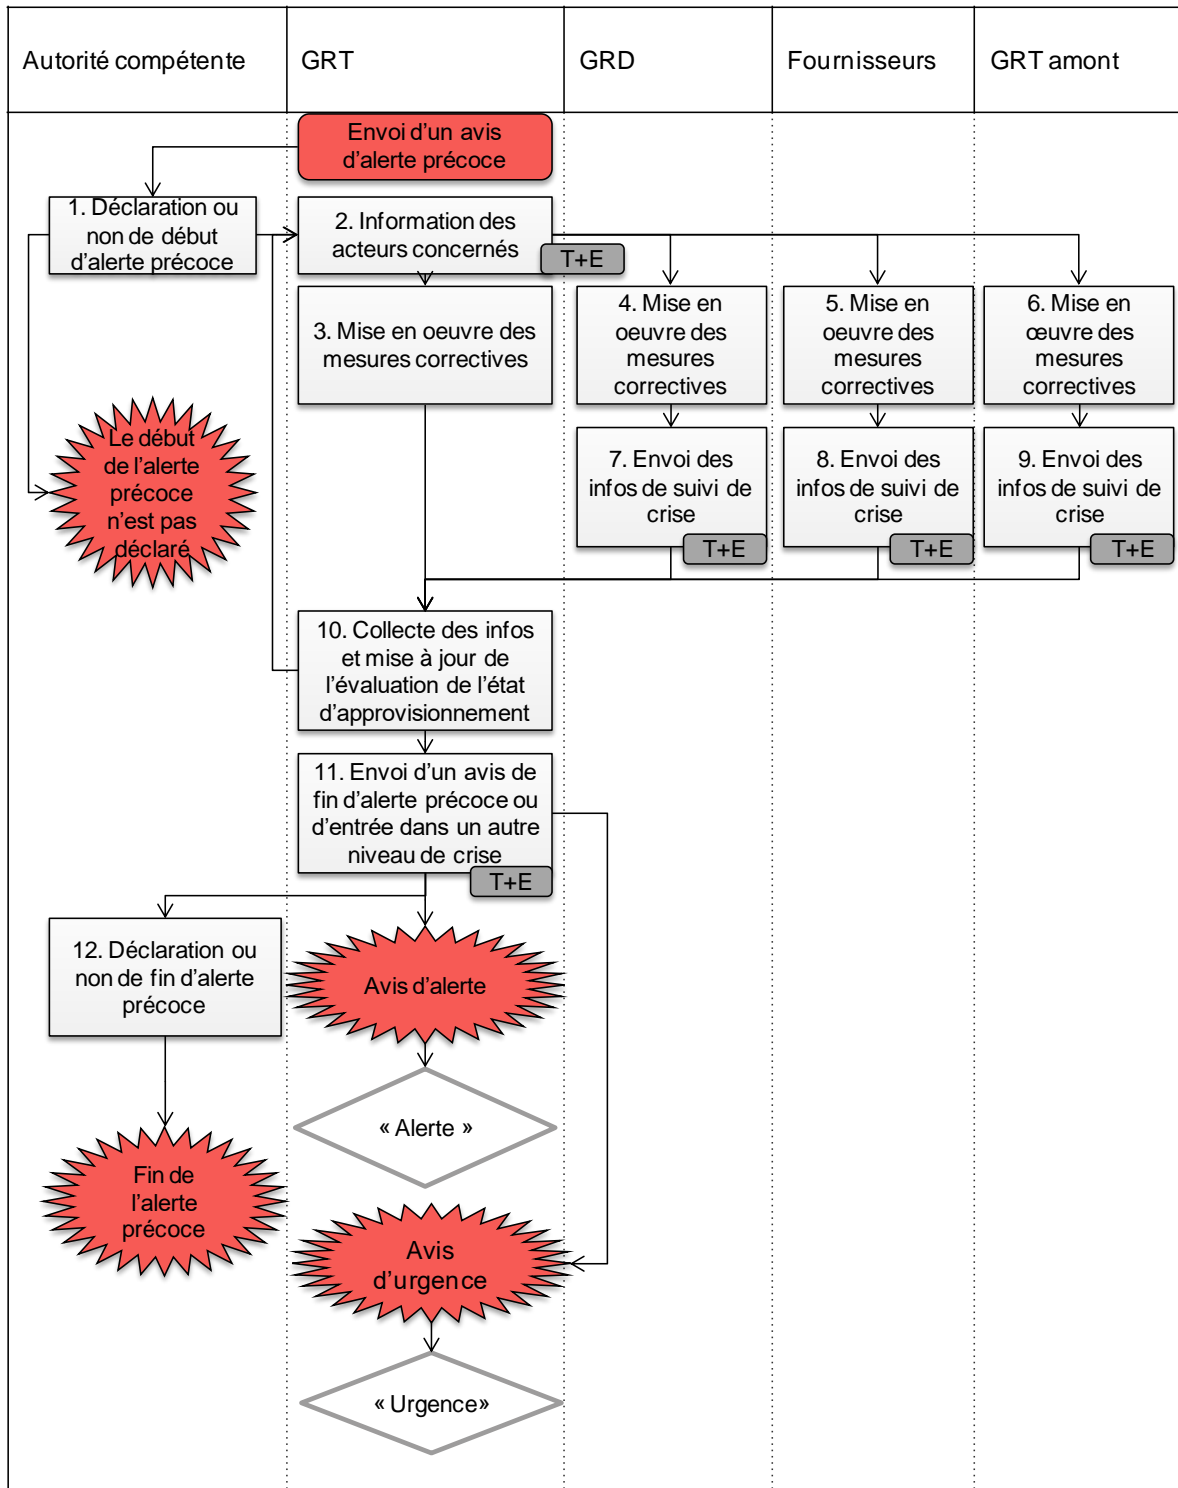 Autorité compétente
GRT
GRD
Fournisseurs
GRT amont
Envoi d'un avis
d'alerte précoce
1. Déclaration ou
non de début
d'alerte précoce
2. Information des
acteurs concernés
T+E
3. Mise en oeuvre des
mesures correctives
4. Mise en
oeuvre des
mesures
correctives
5. Mise en
oeuvre des
mesures
correctives
6. Mise en
œuvre des
mesures
correctives
Le début
de l'alerte
précoce
n'est pas
déclaré
7. Envoi des
infos de suivi de
crise
T+E
8. Envoi des
infos de suivi de
crise
T+E
9. Envoi des
infos de suivi de
crise
T+E
10. Collecte des infos
et mise à jour de
l'évaluation de l'état
d'approvisionnement
11. Envoi d'un avis de
fin d'alerte précoce ou
d'entrée dans un autre
niveau de crise
T+E
12. Déclaration ou
non de fin d'alerte
précoce
Avis d'alerte
« Alerte »
Fin de
l'alerte
précoce
Avis
d'urgence
« Urgence»